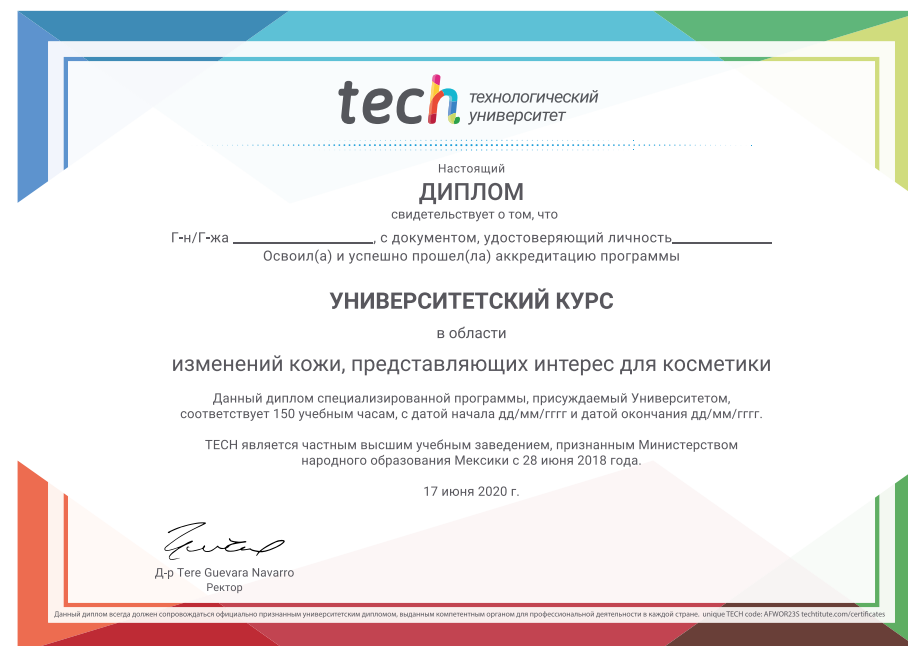 tech технологический
университет
Настоящий
ДИПЛОМ
свидетельствует о том, что
Г-н/Г-жа ____________________, с документом, удостоверяющий личность______________
Освоил(а) и успешно прошел(ла) аккредитацию программы
УНИВЕРСИТЕТСКИЙ КУРС
в области
изменений кожи, представляющих интерес для косметики
Данный диплом специализированной программы, присуждаемый Университетом,
соответствует 150 учебным часам, с датой начала дд/мм/гггг и датой окончания дд/мм/гггг.
ТЕСН является частным высшим учебным заведением, признанным Министерством
народного образования Мексики с 28 июня 2018 года.
17 июня 2020 г.
Д-р Tere Guevara Navarro
Ректор
Данный диплом всегда должен сопровождаться официально признанным университетским дипломом, выданным компетентным органом для профессиональной деятельности в каждой стране. unique TECH code: AFWOR23S techtitute.com/certificates